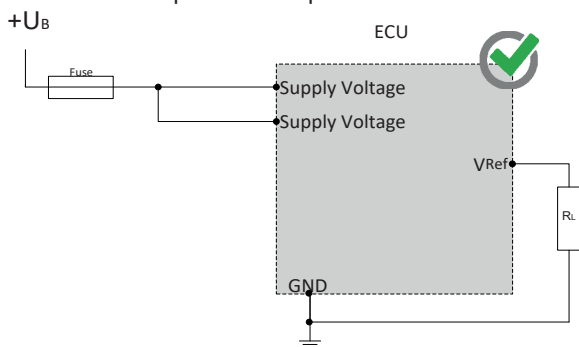 +UB
ECU
Fuse
Supply Voltage
Supply Voltage
VRef
RL
GND